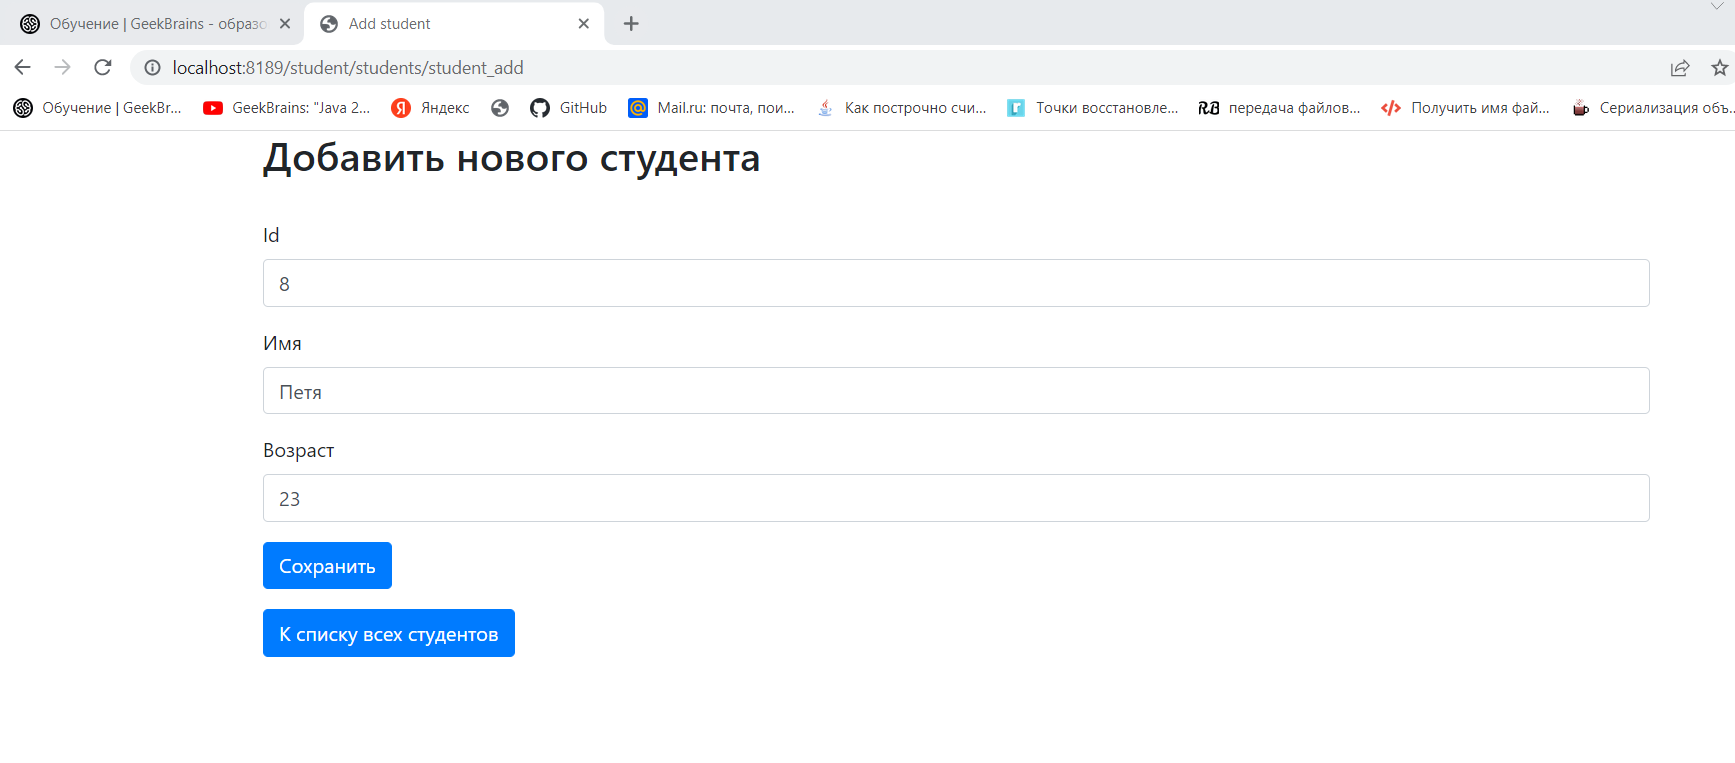 Обучение | GeekBrains - образо
Add student
localhost:8189/student/students/student_add
Обучение | GeekBr... GeekBrains: "Java 2... Яндекс GitHub Mail.ru: почта, пои... Как построчно счи... Точки восстановле... передача файлов... Получить имя фай... Сериализация объ...
Добавить нового студента
Id
8
Имя
Петя
Возраст
23
Сохранить
К списку всех студентов